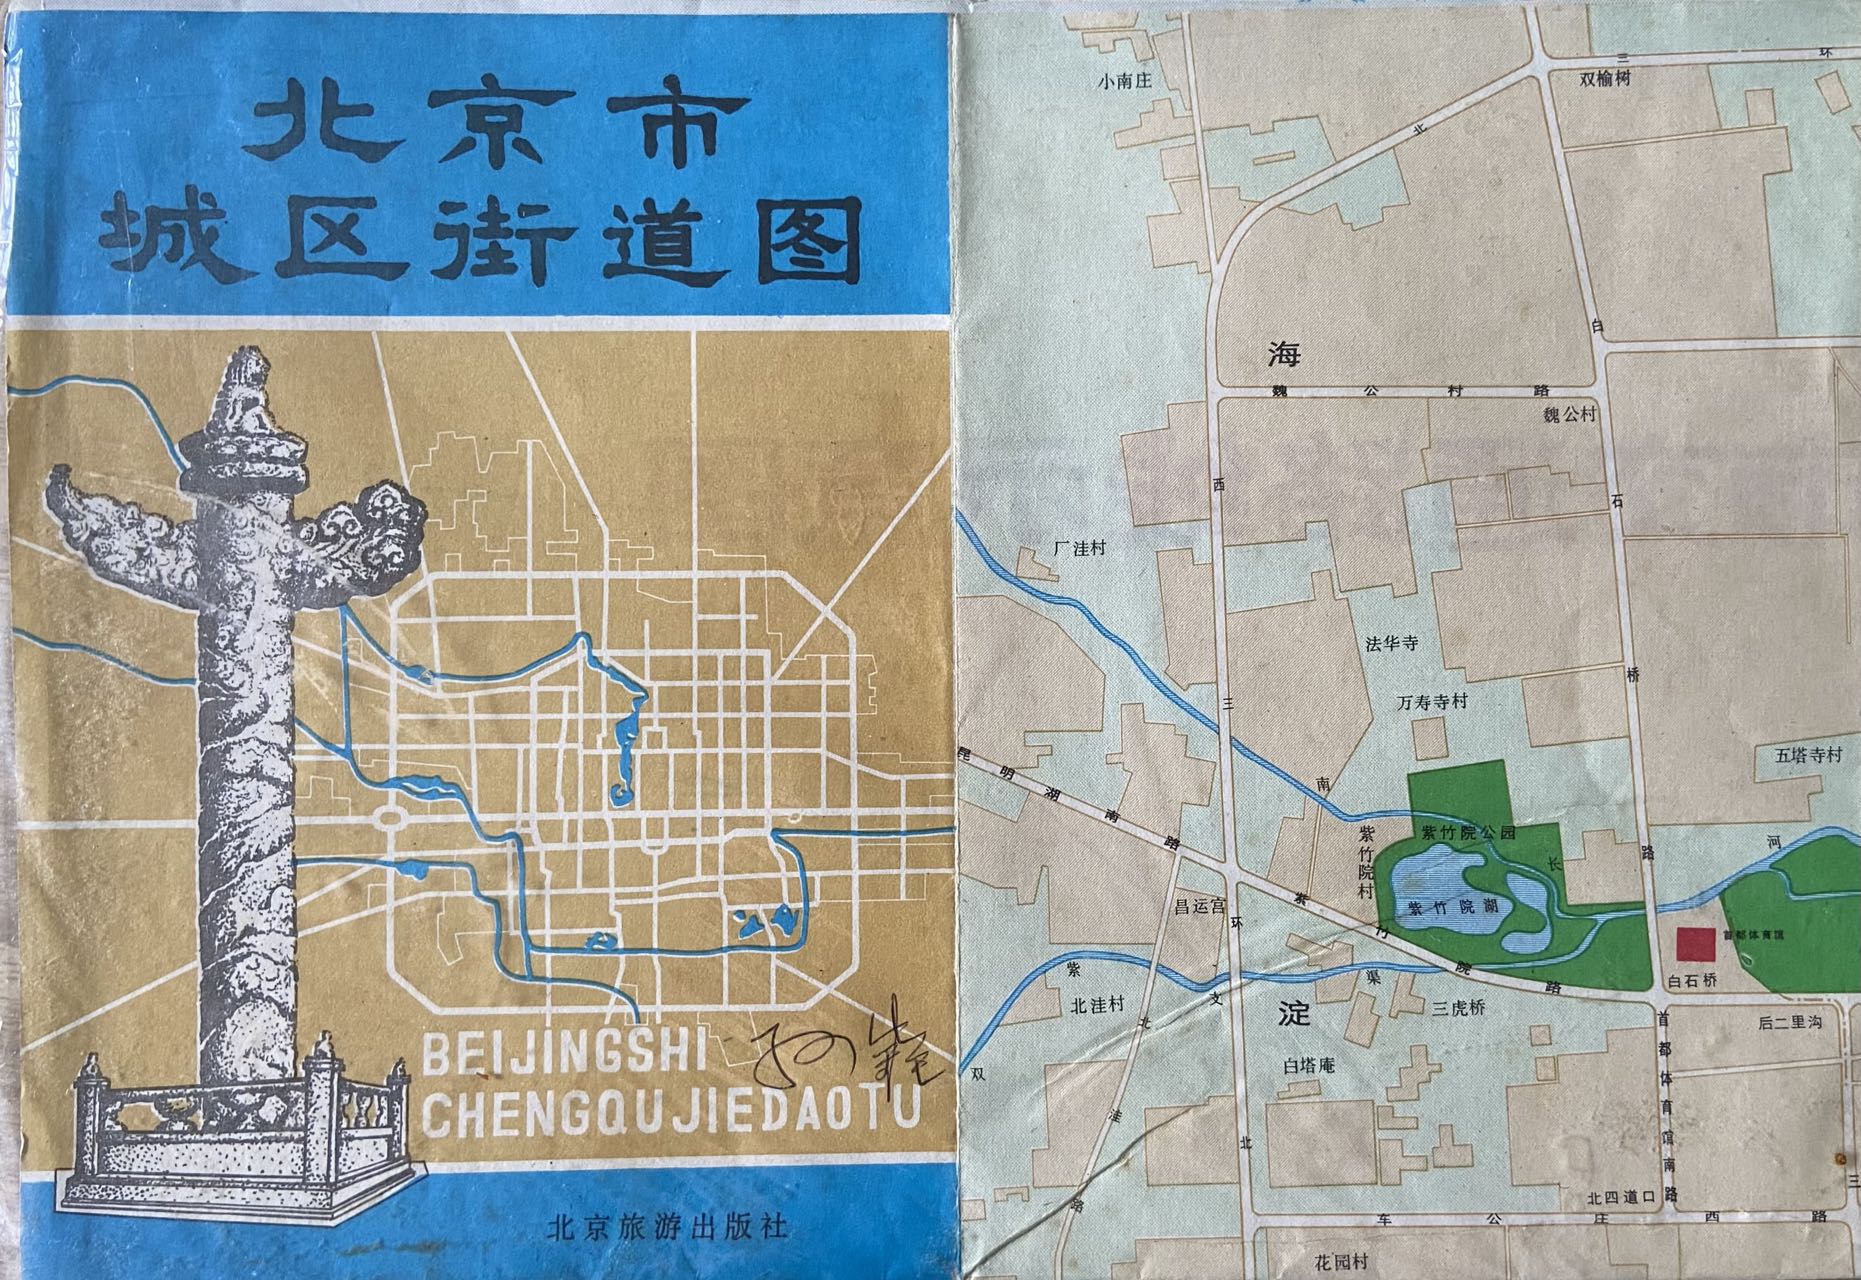 北京市
城区街道图
BEIJINGSHI
CHENGQUJIEDAOTU
北京旅游出版社
小南庄
双榆树
三环
北
白
海
魏公村路
魏公村
西
石
厂洼村
法华寺
桥
三
万寿寺村
五塔寺村
昆明湖南路
南
紫竹院公园
紫竹院村
长
路
河
紫竹院湖
昌运宫
紫竹院路
环
首都体育馆
白石桥
紫
支
渠
北洼村
淀
三虎桥
后二里沟
北洼路
首都体育馆南路
双
白塔庵
北
三
北四道口
车公庄西路
花园村